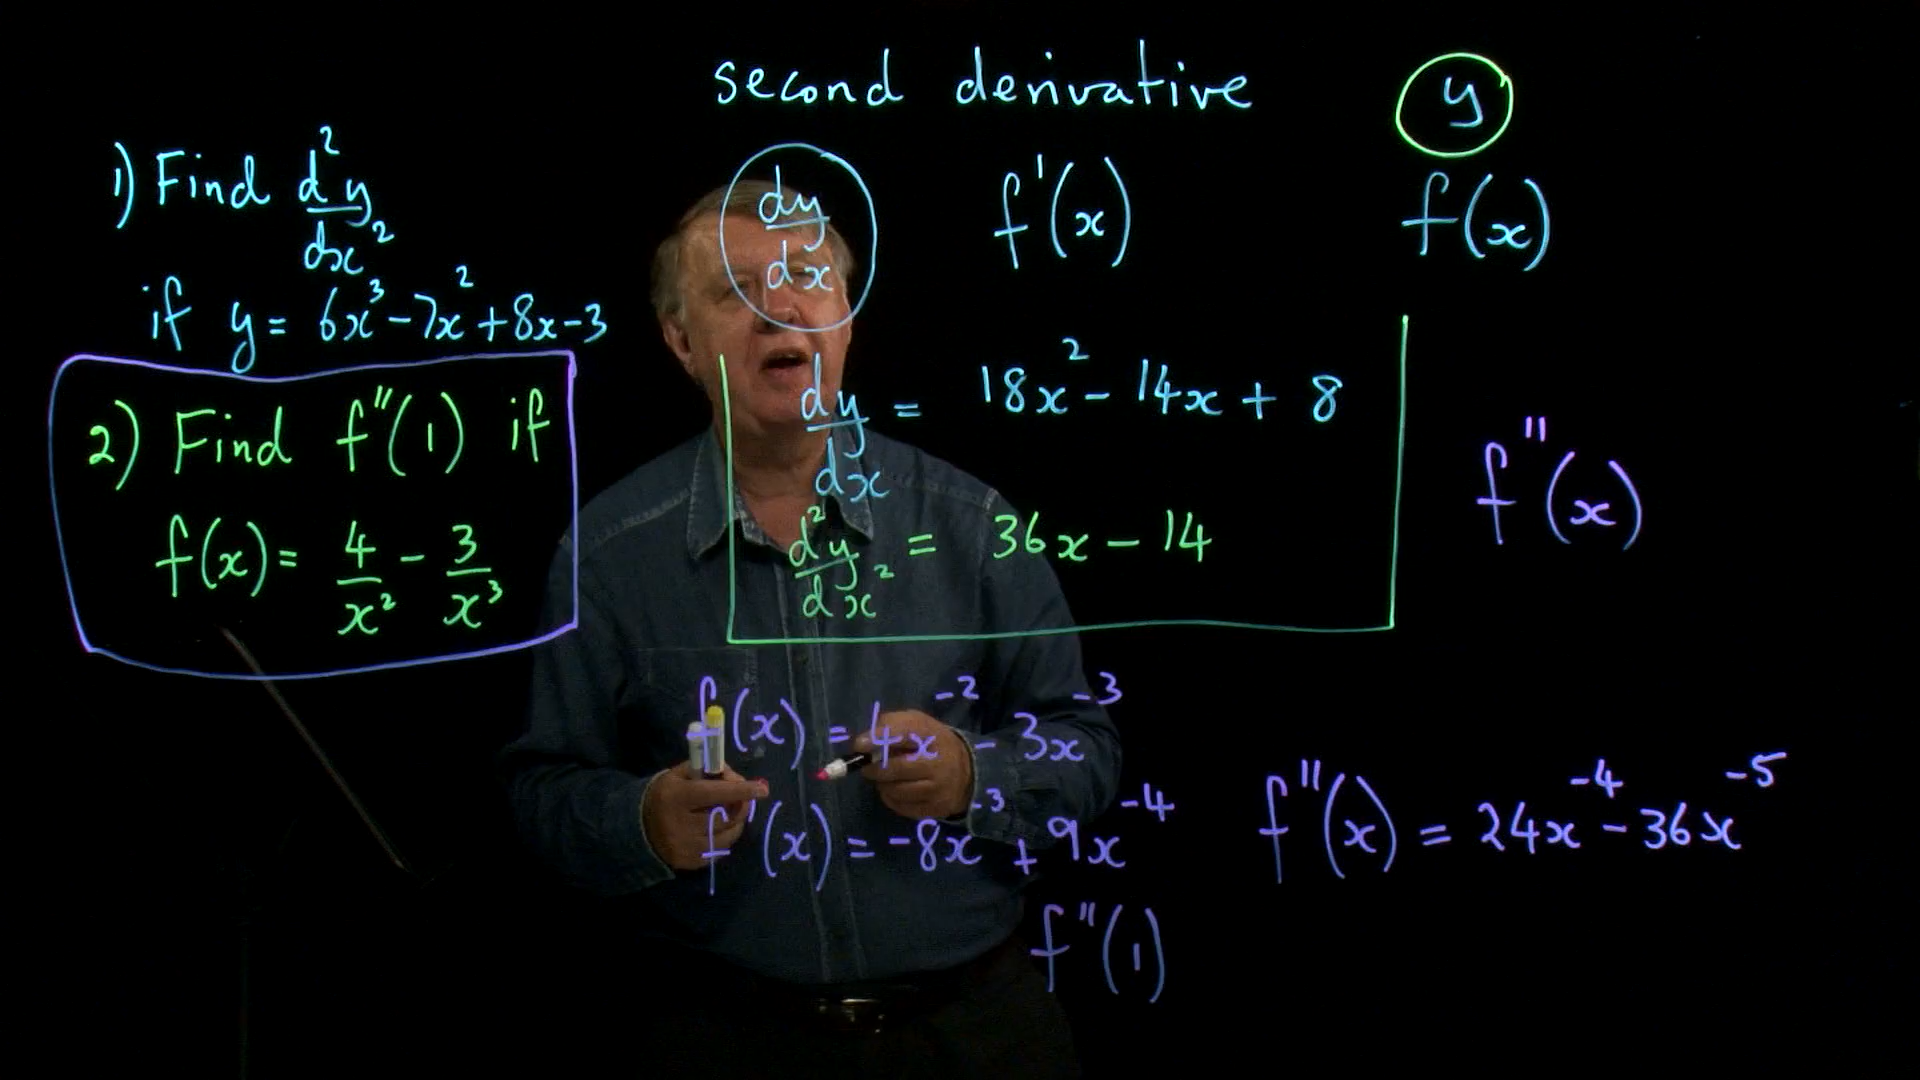 second derivative
y
1) Find d²y/dx²
dy/dx f'(x) f(x)
if y = 6x³ - 7x² + 8x - 3
2) Find f"(1) if
f(x) = 4/x² - 3/x³
dy/dx = 18x² - 14x + 8
f"(x)
d²y/dx² = 36x - 14
f(x) = 4x⁻² - 3x⁻³
f'(x) = -8x⁻³ + 9x⁻⁴
f"(x) = 24x⁻⁴ - 36x⁻⁵
f"(1)